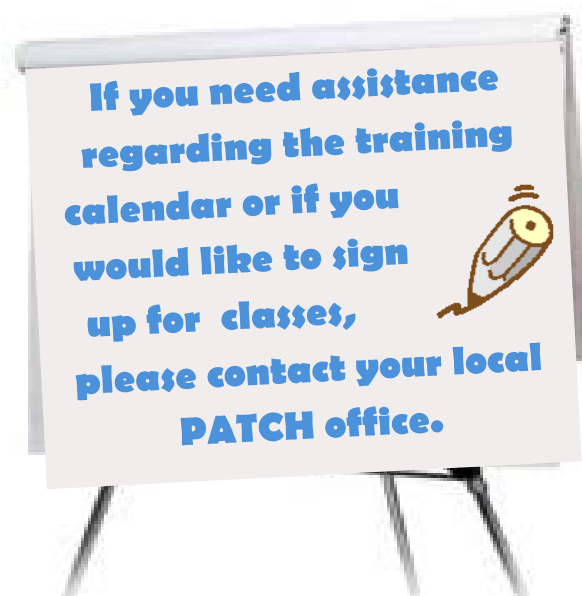 If you need assistance
regarding the training
calendar or if you
would like to sign
up for classes,
please contact your local
PATCH office.